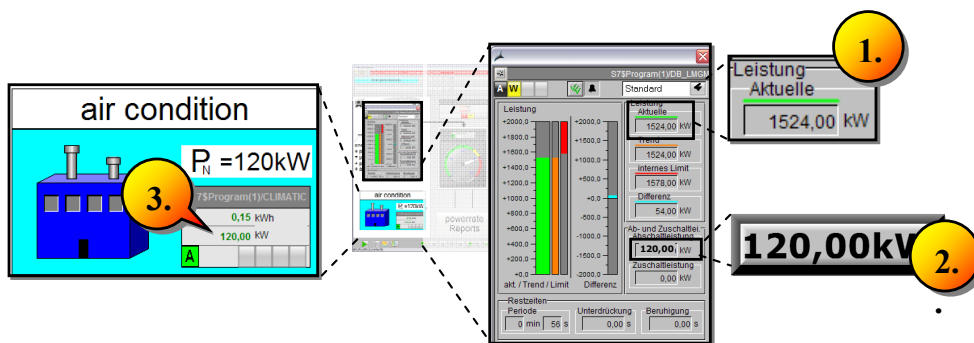 air condition
PN =120kW
7$Program(1)/CLIMATIC
0,15 kWh
120,00 kW
A
3.
air condition
powerrate
Reports
S7$Program(1)/DB_LMGM
A W
Standard
Leistung
+2000,0
+1800.0
+1600.0
+1400.0
+1200.0
+1000.0
+800.0
+600.0
+400.0
+200.0
+0.0
akt. / Trend / Limit
+2000.0
+1500.0
+1000.0
+500.0
0.0
-500.0
-1000.0
-1500.0
-2000.0
Differenz
Leistung
Aktuelle
1524,00 kW
Trend
1524,00 kW
Internes Limit
1578,00 kW
Differenz
54,00 kW
Ab- und Zuschaltlei.
Abschaltleistung
120,00
Zuschaltleistung
0,00 kW
Restzeiten
Periode
0 min 56 s
Unterdrückung
0,00 s
Beruhigung
0,00 s
1.
Leistung
Aktuelle
1524,00 kW
120,00kW
2.